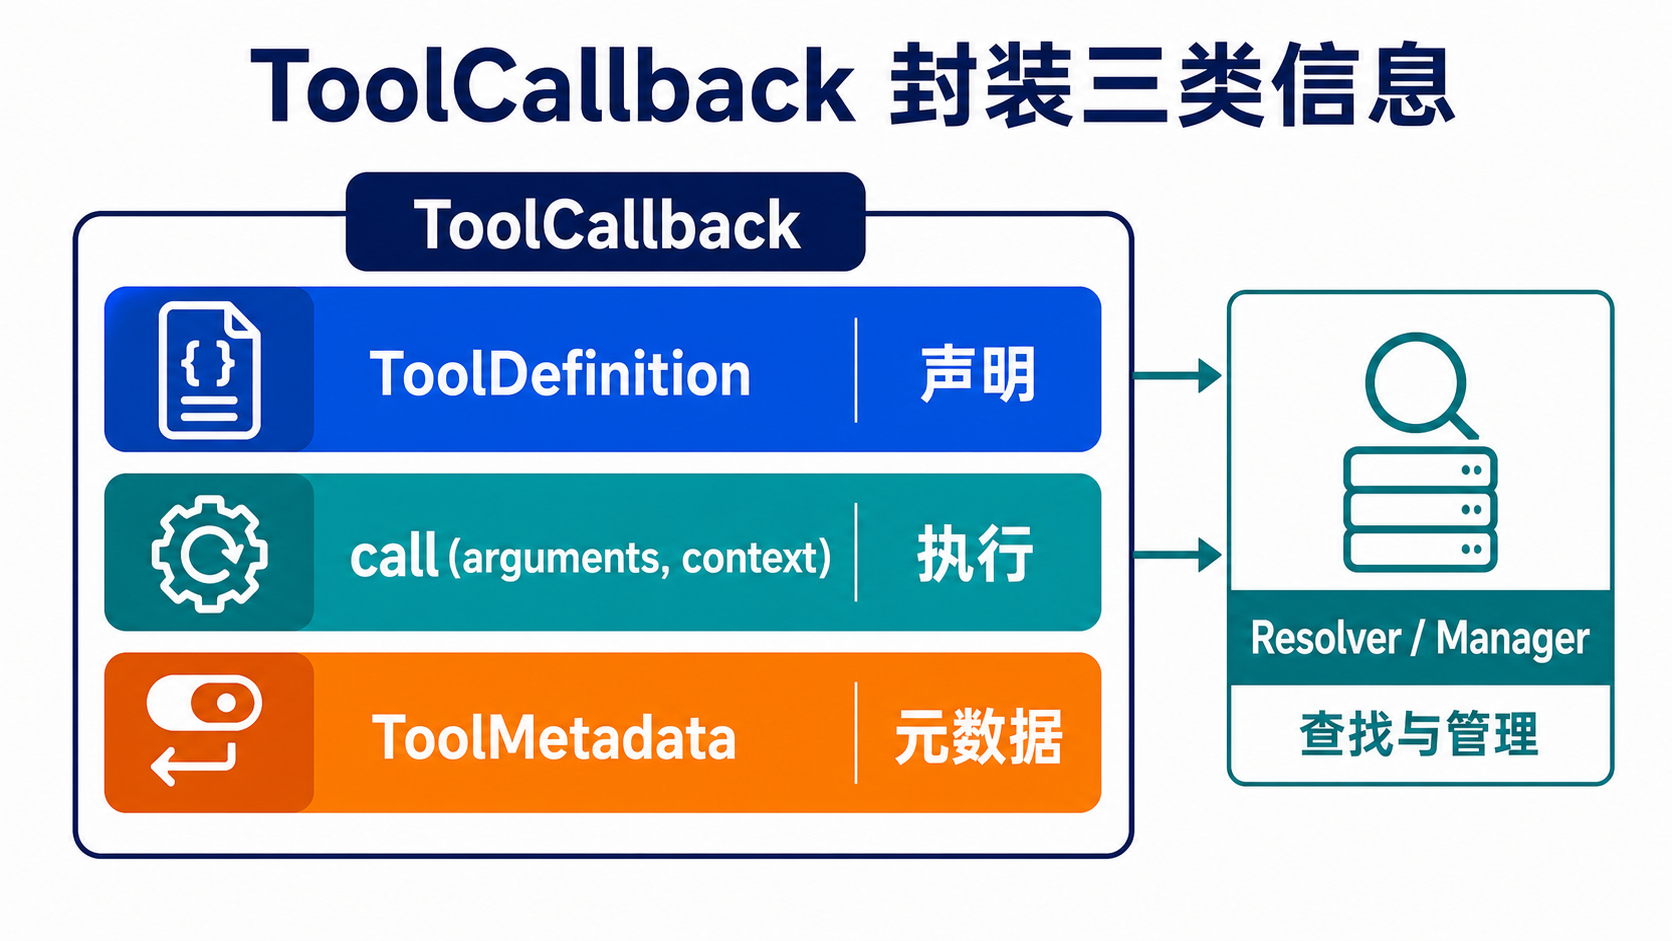 ToolCallback 封装三类信息
ToolCallback
{ }
ToolDefinition
声明
call (arguments, context)
执行
ToolMetadata
元数据
Resolver / Manager
查找与管理